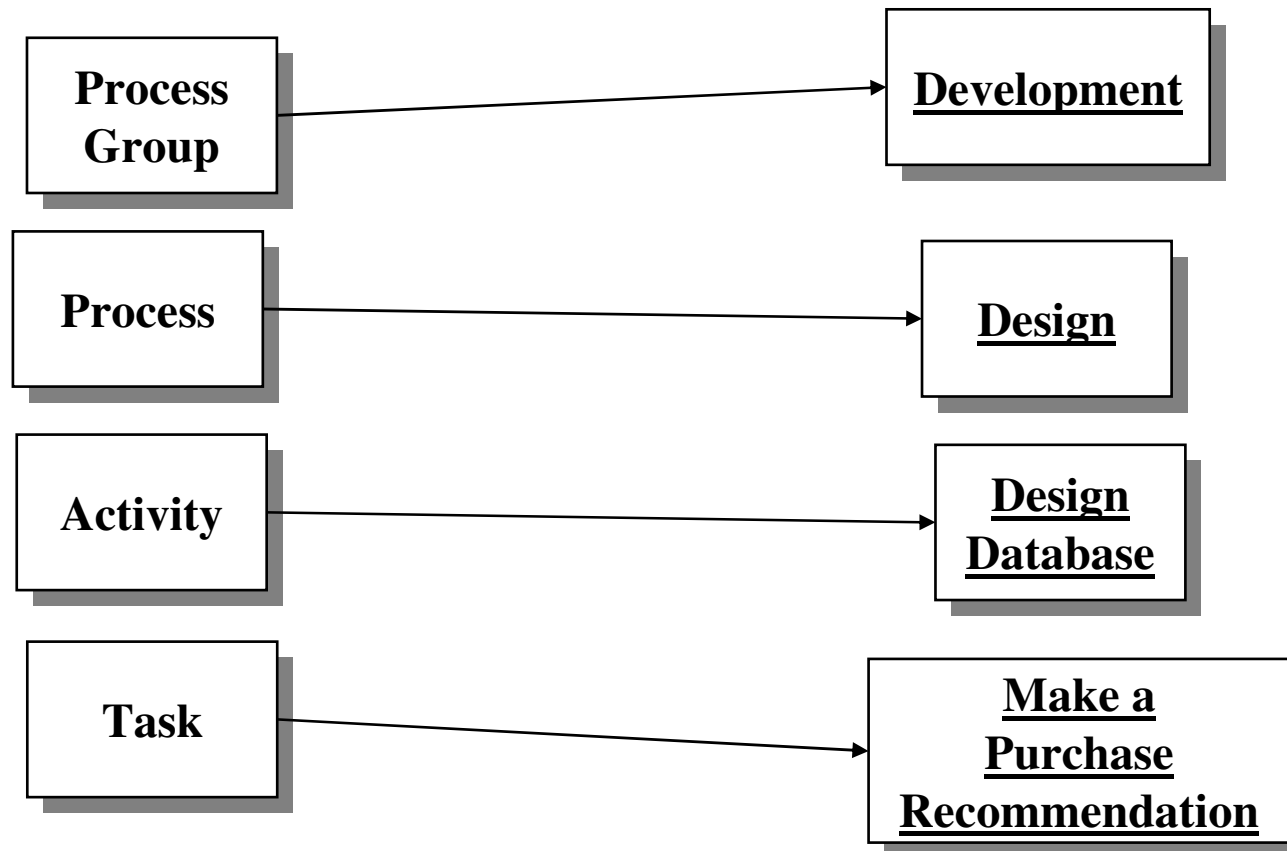 Process
Group
Development
Process
Design
Activity
Design
Database
Task
Make a
Purchase
Recommendation